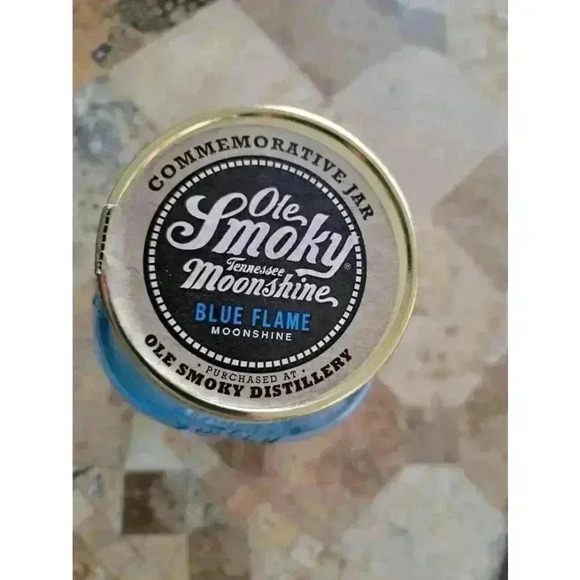 COMMEMORATIVE JAR
Ole
Smoky®
Tennessee
Moonshine
BLUE FLAME
MOONSHINE
• PURCHASED AT •
OLE SMOKY DISTILLERY